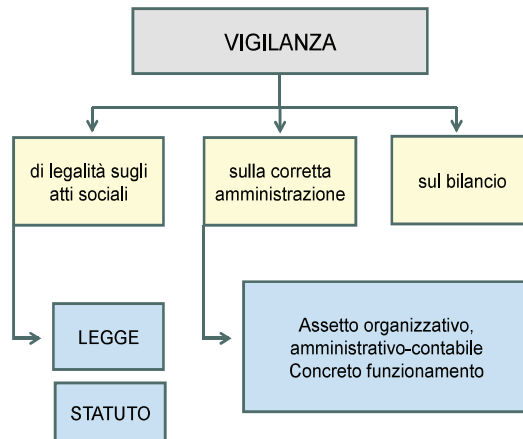 VIGILANZA
di legalità sugli
atti sociali
sulla corretta
amministrazione
sul bilancio
LEGGE
STATUTO
Assetto organizzativo,
amministrativo-contabile
Concreto funzionamento